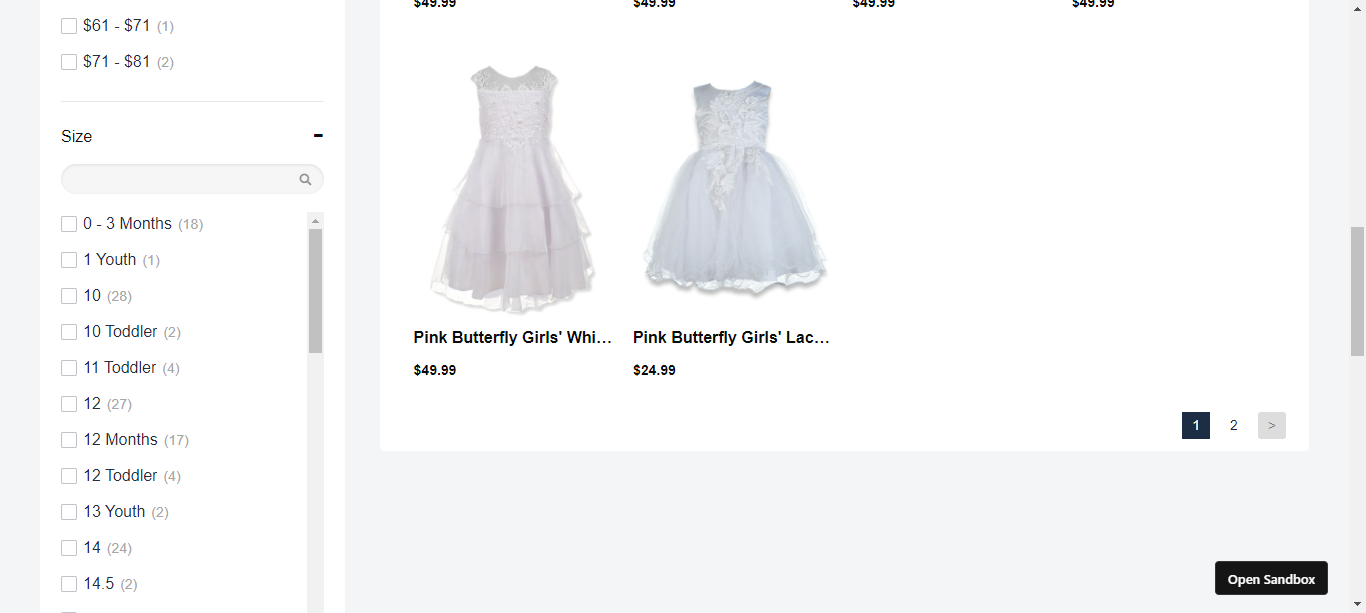 $61 - $71 (1)
$71 - $81 (2)
Size
0 - 3 Months (18)
1 Youth (1)
10 (28)
10 Toddler (2)
11 Toddler (4)
12 (27)
12 Months (17)
12 Toddler (4)
13 Youth (2)
14 (24)
14.5 (2)
$49.99 $49.99 $49.99 $49.99
Pink Butterfly Girls' Whi... Pink Butterfly Girls' Lac...
$49.99 $24.99
1 2 >
Open Sandbox